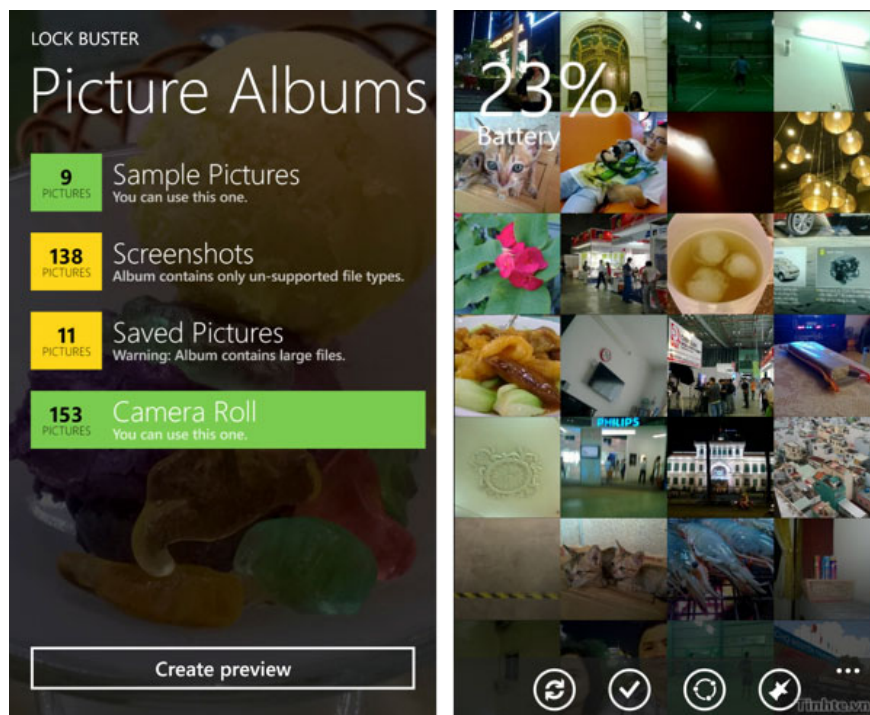 LOCK BUSTER
Picture Albums
9
PICTURES
Sample Pictures
You can use this one.
138
PICTURES
Screenshots
Album contains only un-supported file types.
11
PICTURES
Saved Pictures
Warning: Album contains large files.
153
PICTURES
Camera Roll
You can use this one.
Create preview
23%
Battery
PHILIPS
Tinhte.vn